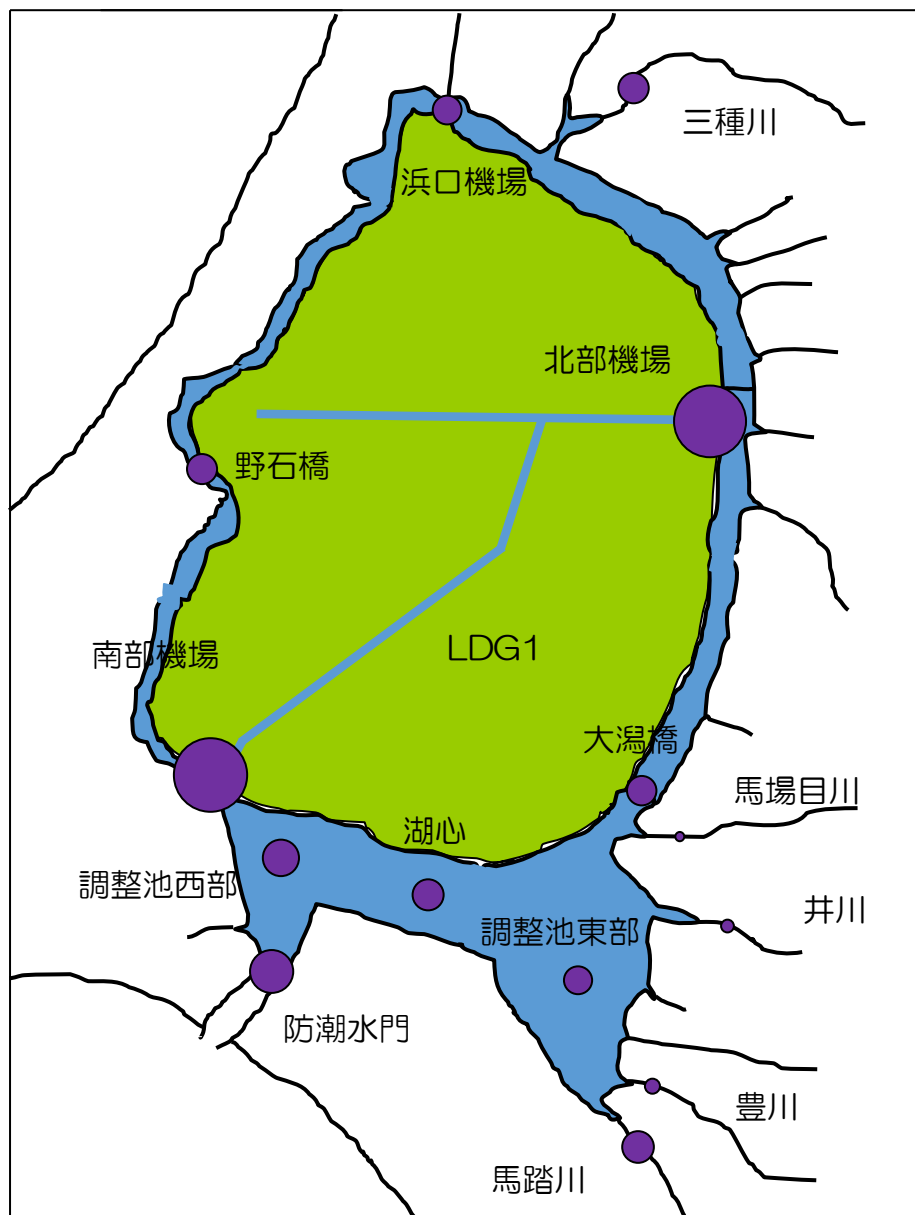 三種川
浜口機場
北部機場
野石橋
南部機場
LDG1
大潟橋
馬場目川
湖心
調整池西部
井川
調整池東部
防潮水門
豊川
馬踏川